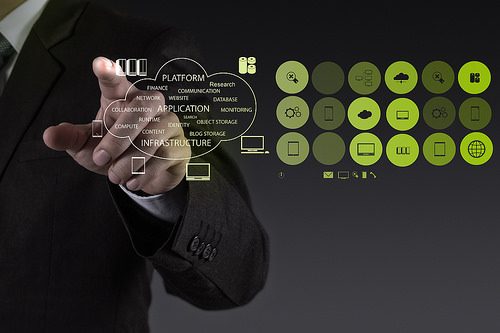 PLATFORM
FINANCE
Research
COMMUNICATION
NETWORK
WEBSITE
DATABASE
COLLABORATION
APPLICATION
MONITORING
RUNTIME
SEARCH
COMPUTE
IDENTITY
OBJECT STORAGE
CONTENT
BLOG STORAGE
INFRASTRUCTURE